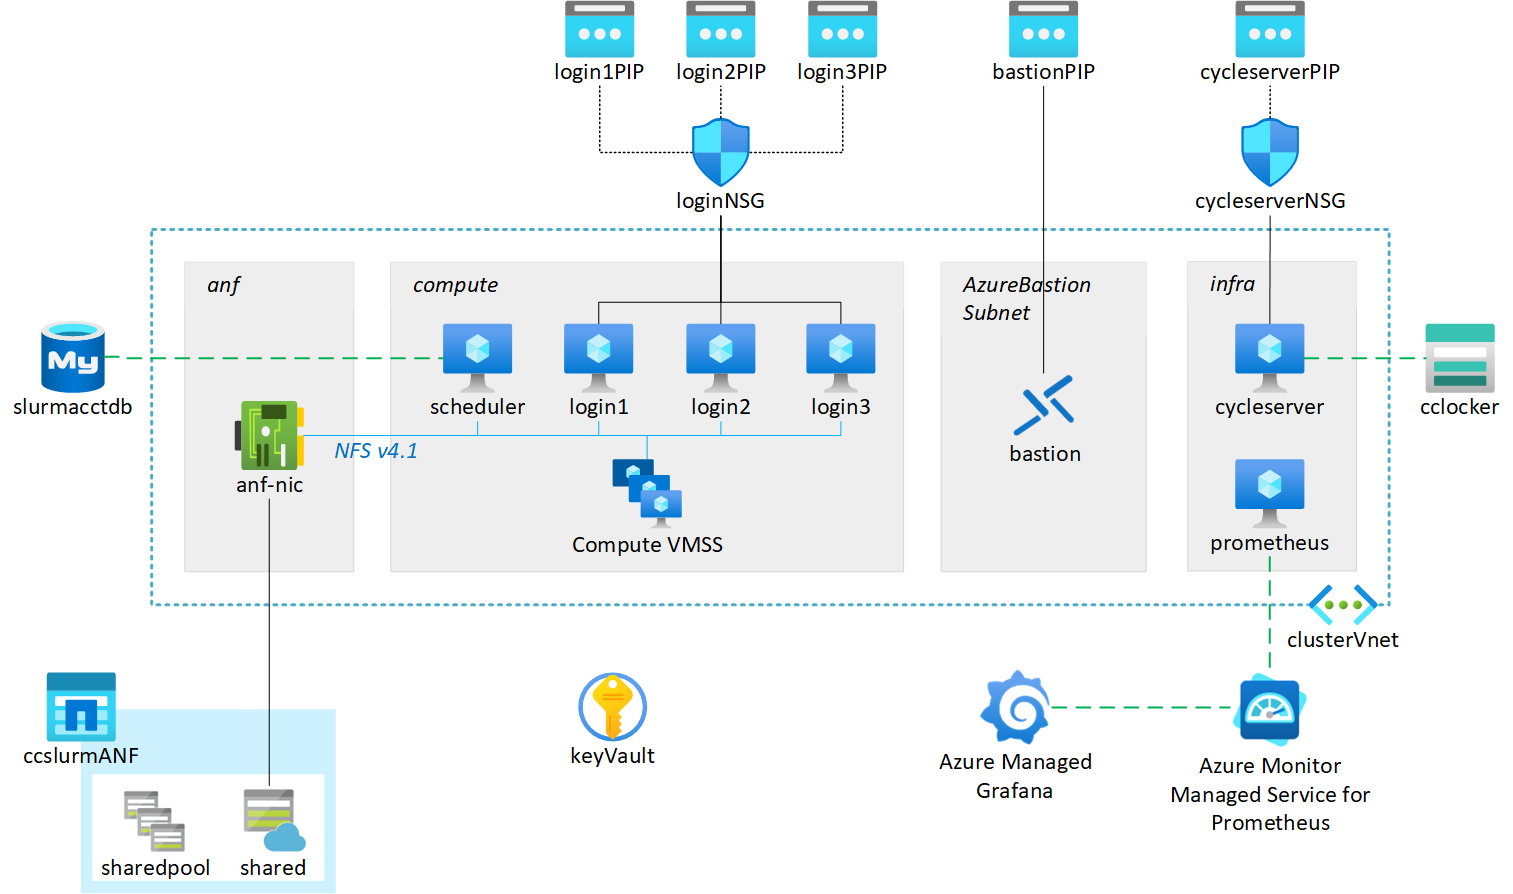 login1PIP
login2PIP
login3PIP
bastionPIP
cycleserverPIP
loginNSG
cycleserverNSG
anf
compute
AzureBastion
Subnet
infra
My
slurmacctdb
scheduler
login1
login2
login3
cycleserver
cclocker
NFS v4.1
anf-nic
bastion
Compute VMSS
prometheus
clusterVnet
ccslurmANF
keyVault
Azure Managed
Grafana
Azure Monitor
Managed Service for
Prometheus
sharedpool
shared